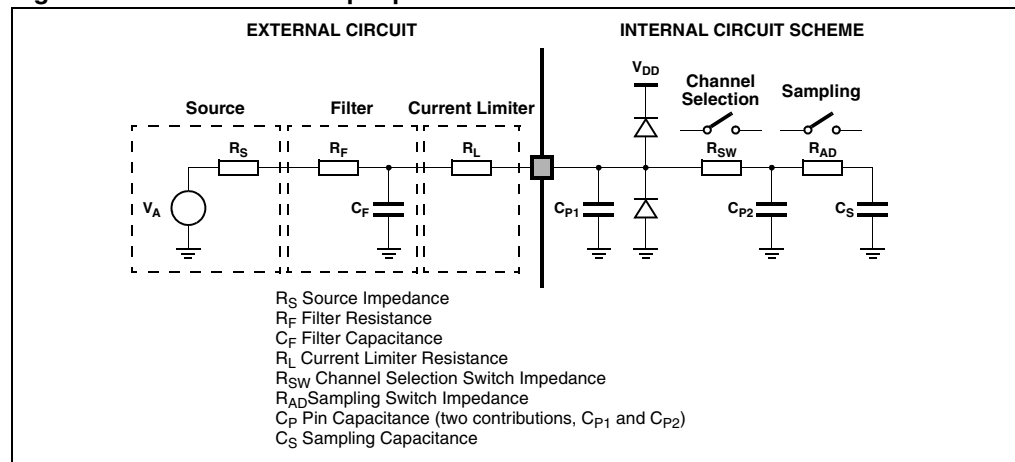 EXTERNAL CIRCUIT
INTERNAL CIRCUIT SCHEME
VDD
Channel
Selection
Sampling
Source
Filter
Current Limiter
RS
RF
RL
RSW
RAD
VA
CF
CP1
CP2
CS
RS Source Impedance
RF Filter Resistance
CF Filter Capacitance
RL Current Limiter Resistance
RSW Channel Selection Switch Impedance
RADSampling Switch Impedance
CP Pin Capacitance (two contributions, CP1 and CP2)
CS Sampling Capacitance